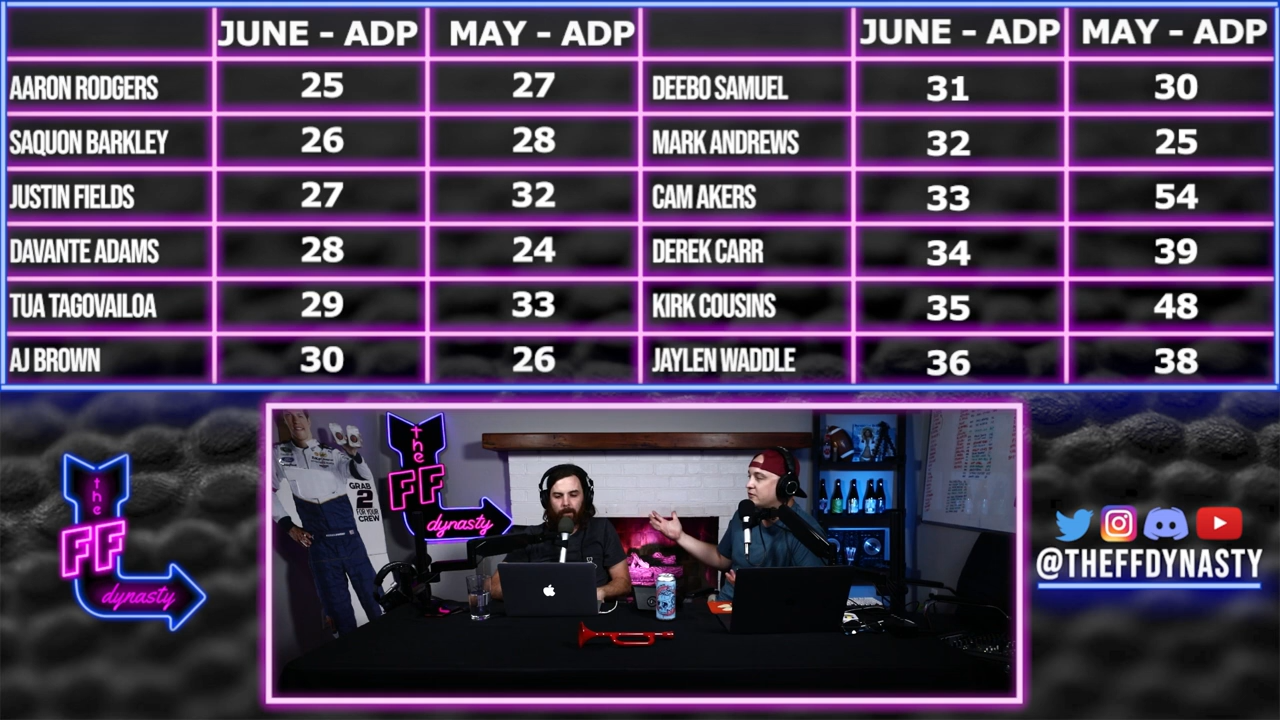 JUNE - ADP MAY - ADP JUNE - ADP MAY - ADP
AARON RODGERS 25 27 DEEBO SAMUEL 31 30
SAQUON BARKLEY 26 28 MARK ANDREWS 32 25
JUSTIN FIELDS 27 32 CAM AKERS 33 54
DAVANTE ADAMS 28 24 DEREK CARR 34 39
TUA TAGOVAILOA 29 33 KIRK COUSINS 35 48
AJ BROWN 30 26 JAYLEN WADDLE 36 38
the
FF
dynasty
GRAB
2
FOR YOUR
CREW
the
FF
dynasty
@THEFFDYNASTY